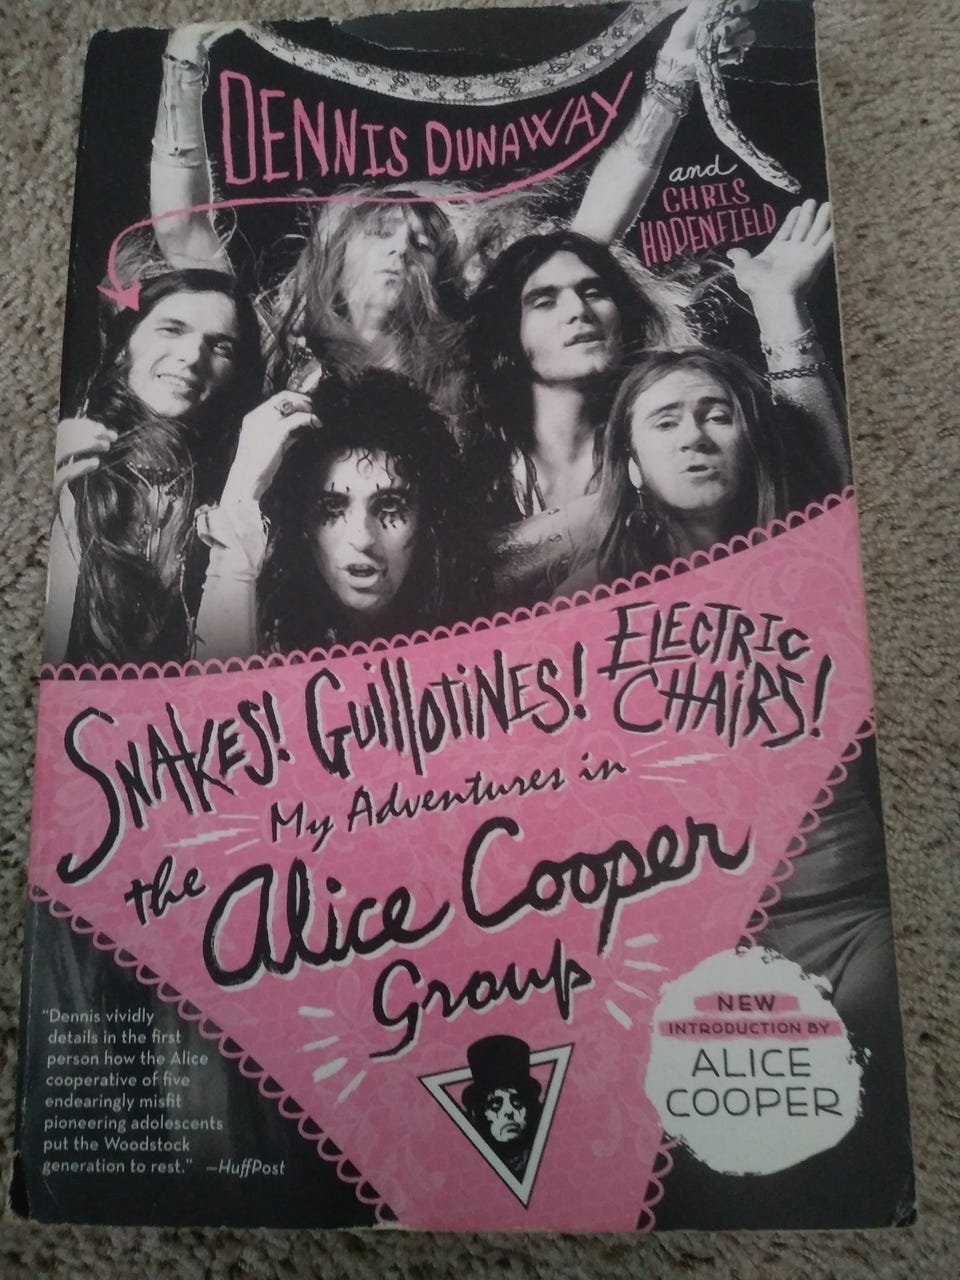 DENNIS DUNAWAY
and
CHRIS
HODENFIELD
SNAKES! GUILLOTINES! ELECTRIC
CHAIRS!
My Adventures in
the Alice Cooper
Group
"Dennis vividly
details in the first
person how the Alice
cooperative of five
endearingly misfit
pioneering adolescents
put the Woodstock
generation to rest." —HuffPost
NEW
INTRODUCTION BY
ALICE
COOPER